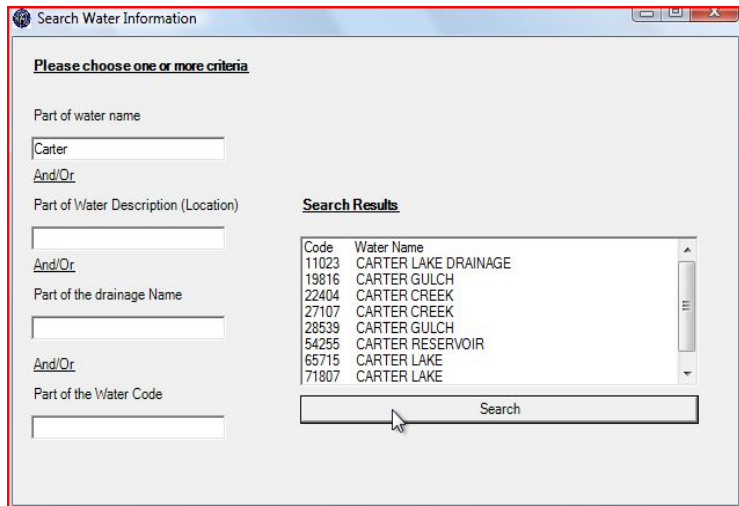 Search Water Information
Please choose one or more criteria
Part of water name
Carter
And/Or
Part of Water Description (Location)
And/Or
Part of the drainage Name
And/Or
Part of the Water Code
Search Results
Code Water Name
11023 CARTER LAKE DRAINAGE
19816 CARTER GULCH
22404 CARTER CREEK
27107 CARTER CREEK
28539 CARTER GULCH
54255 CARTER RESERVOIR
65715 CARTER LAKE
71807 CARTER LAKE
Search